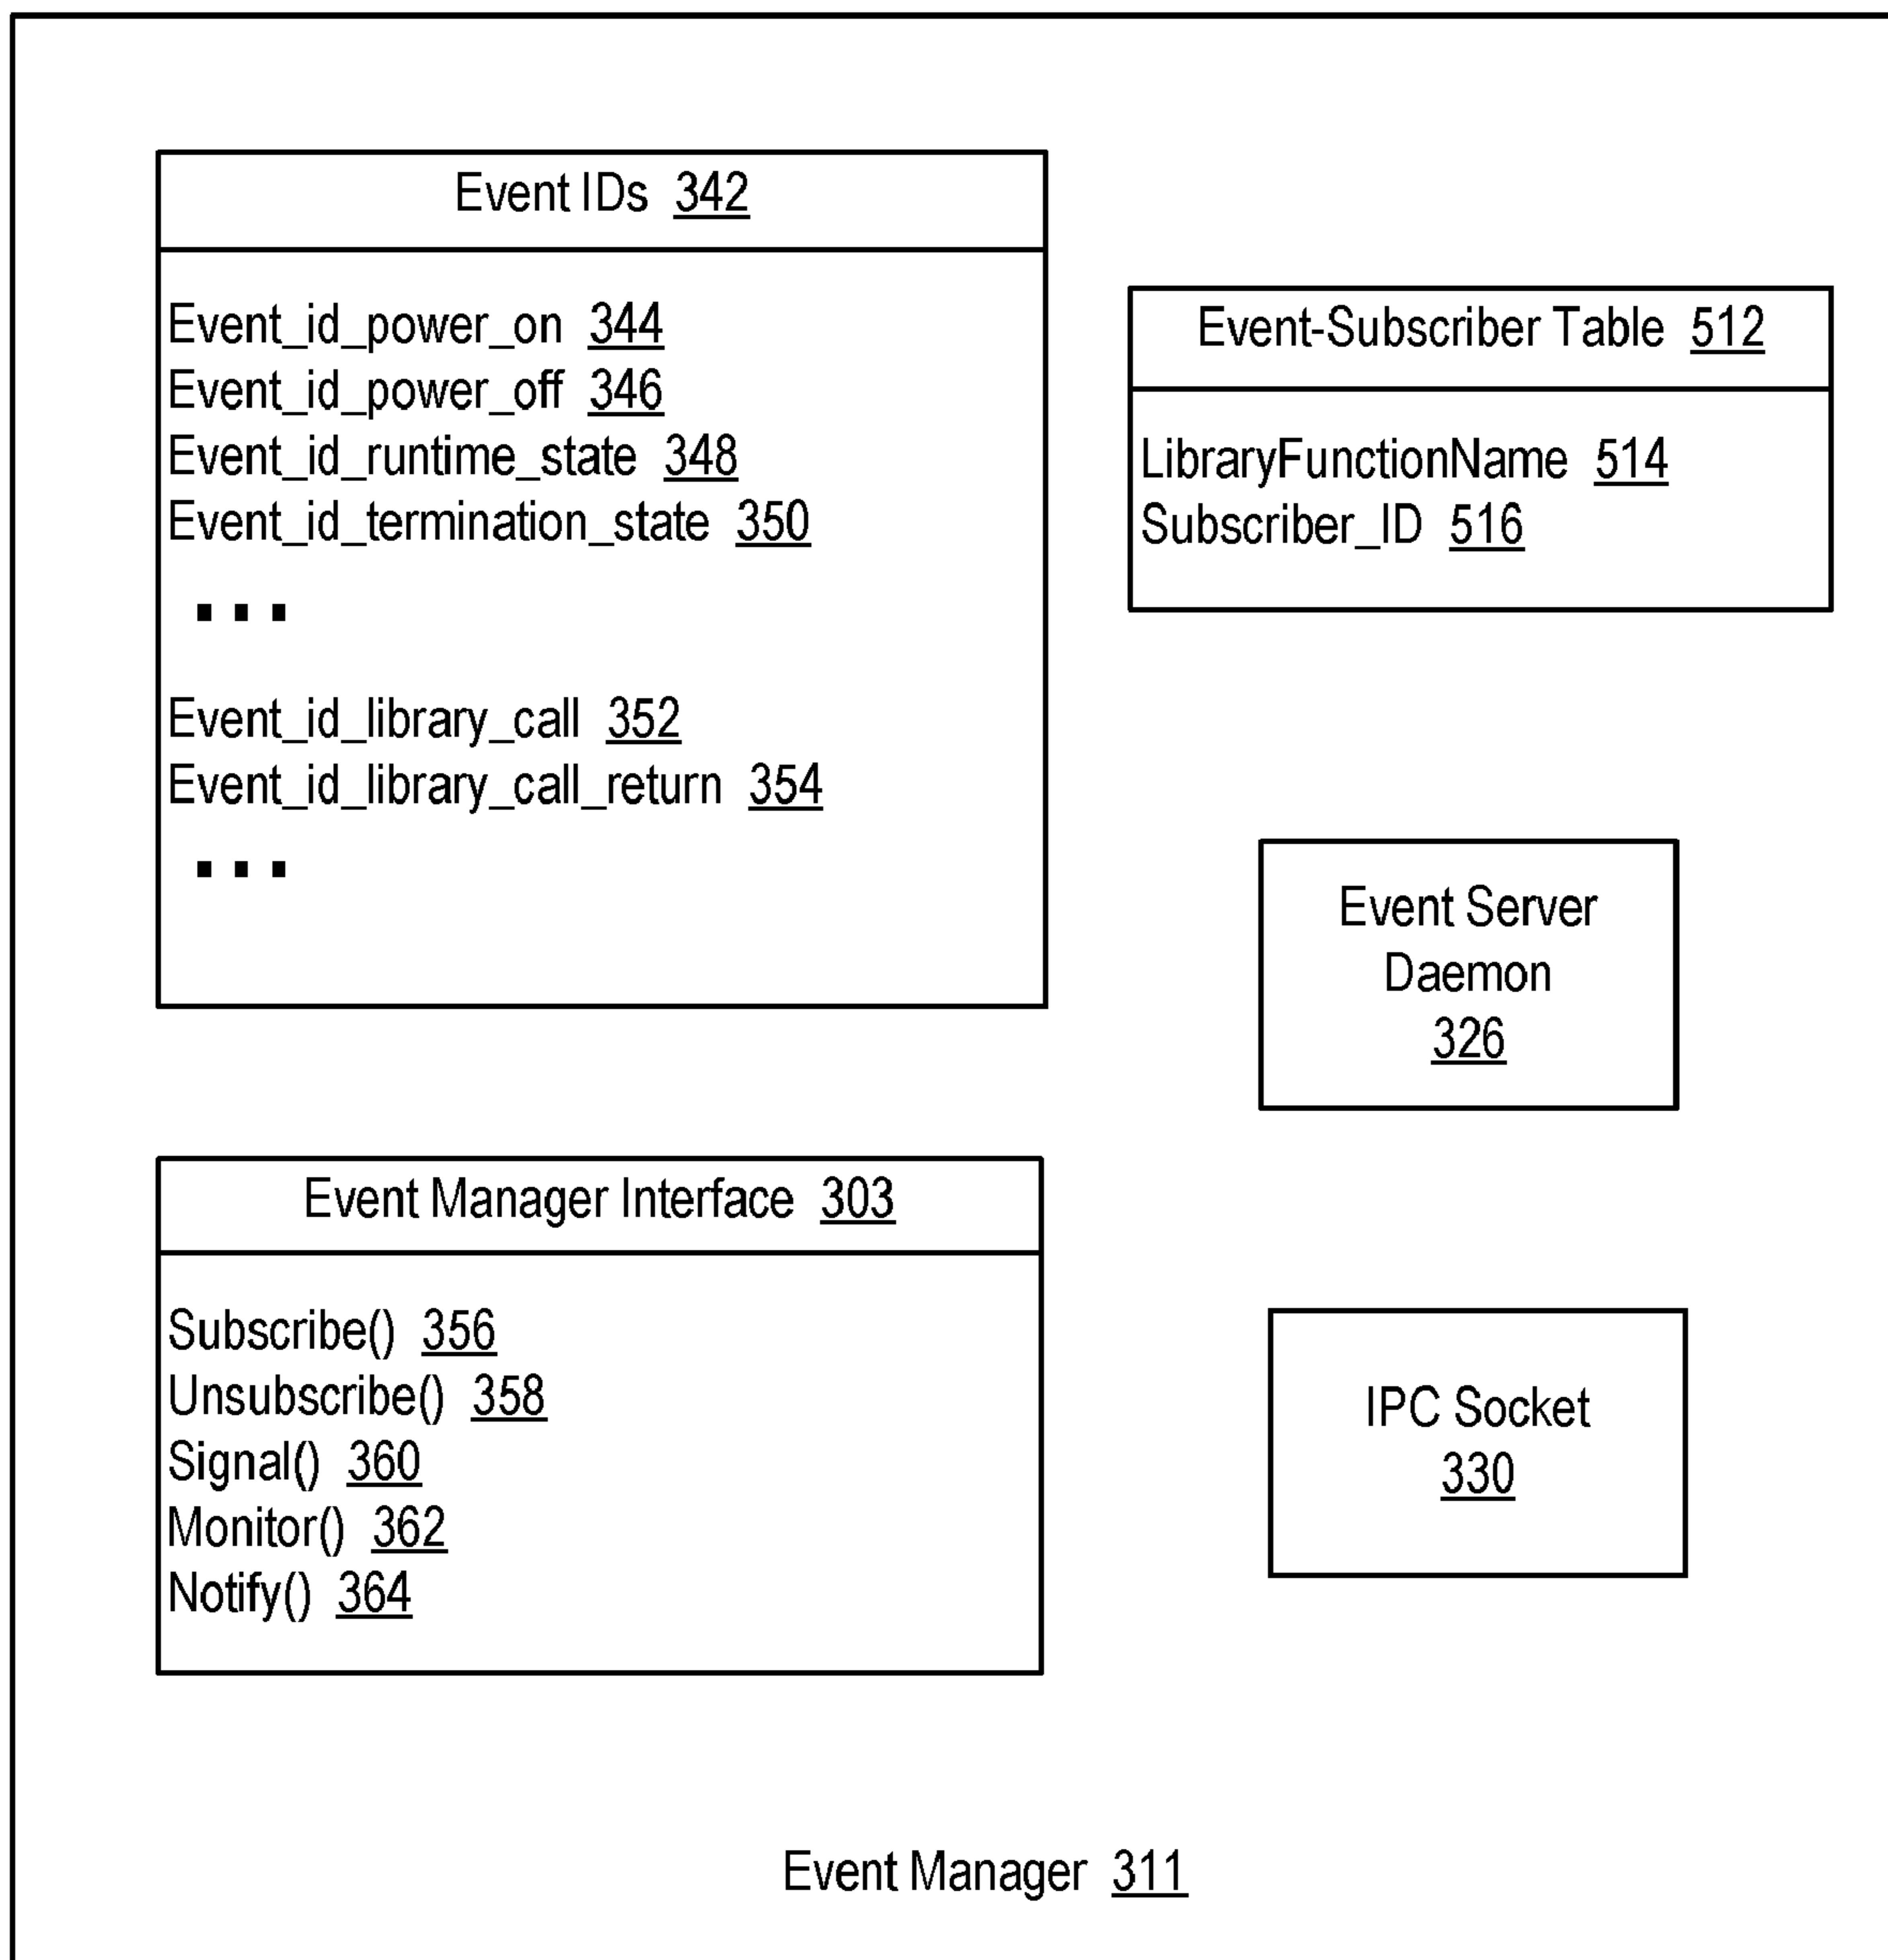 Event IDs 342
Event_id_power_on 344
Event_id_power_off 346
Event_id_runtime_state 348
Event_id_termination_state 350
...
Event_id_library_call 352
Event_id_library_call_return 354
...
Event-Subscriber Table 512
LibraryFunctionName 514
Subscriber_ID 516
Event Server
Daemon
326
Event Manager Interface 303
Subscribe() 356
Unsubscribe() 358
Signal() 360
Monitor() 362
Notify() 364
IPC Socket
330
Event Manager 311